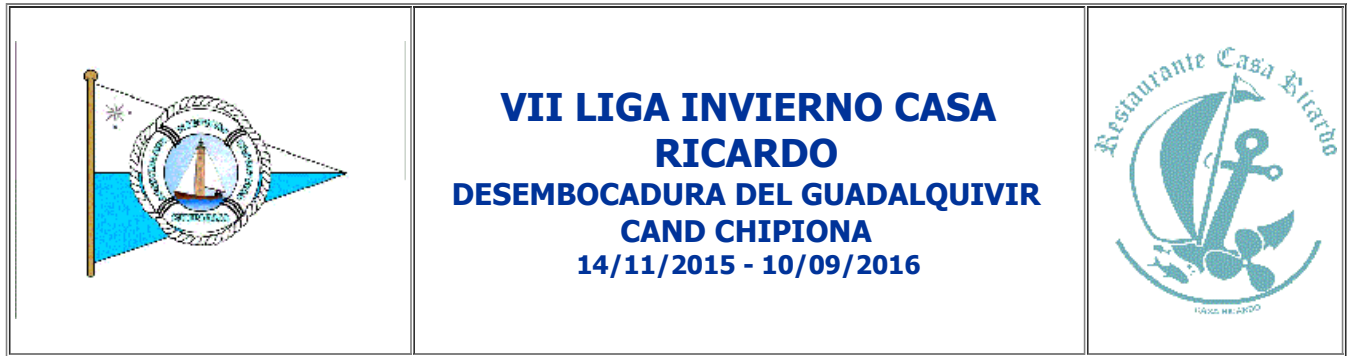 VII LIGA INVIERNO CASA
RICARDO
DESEMBOCADURA DEL GUADALQUIVIR
CAND CHIPIONA
14/11/2015 - 10/09/2016
Restaurante Casa Ricardo